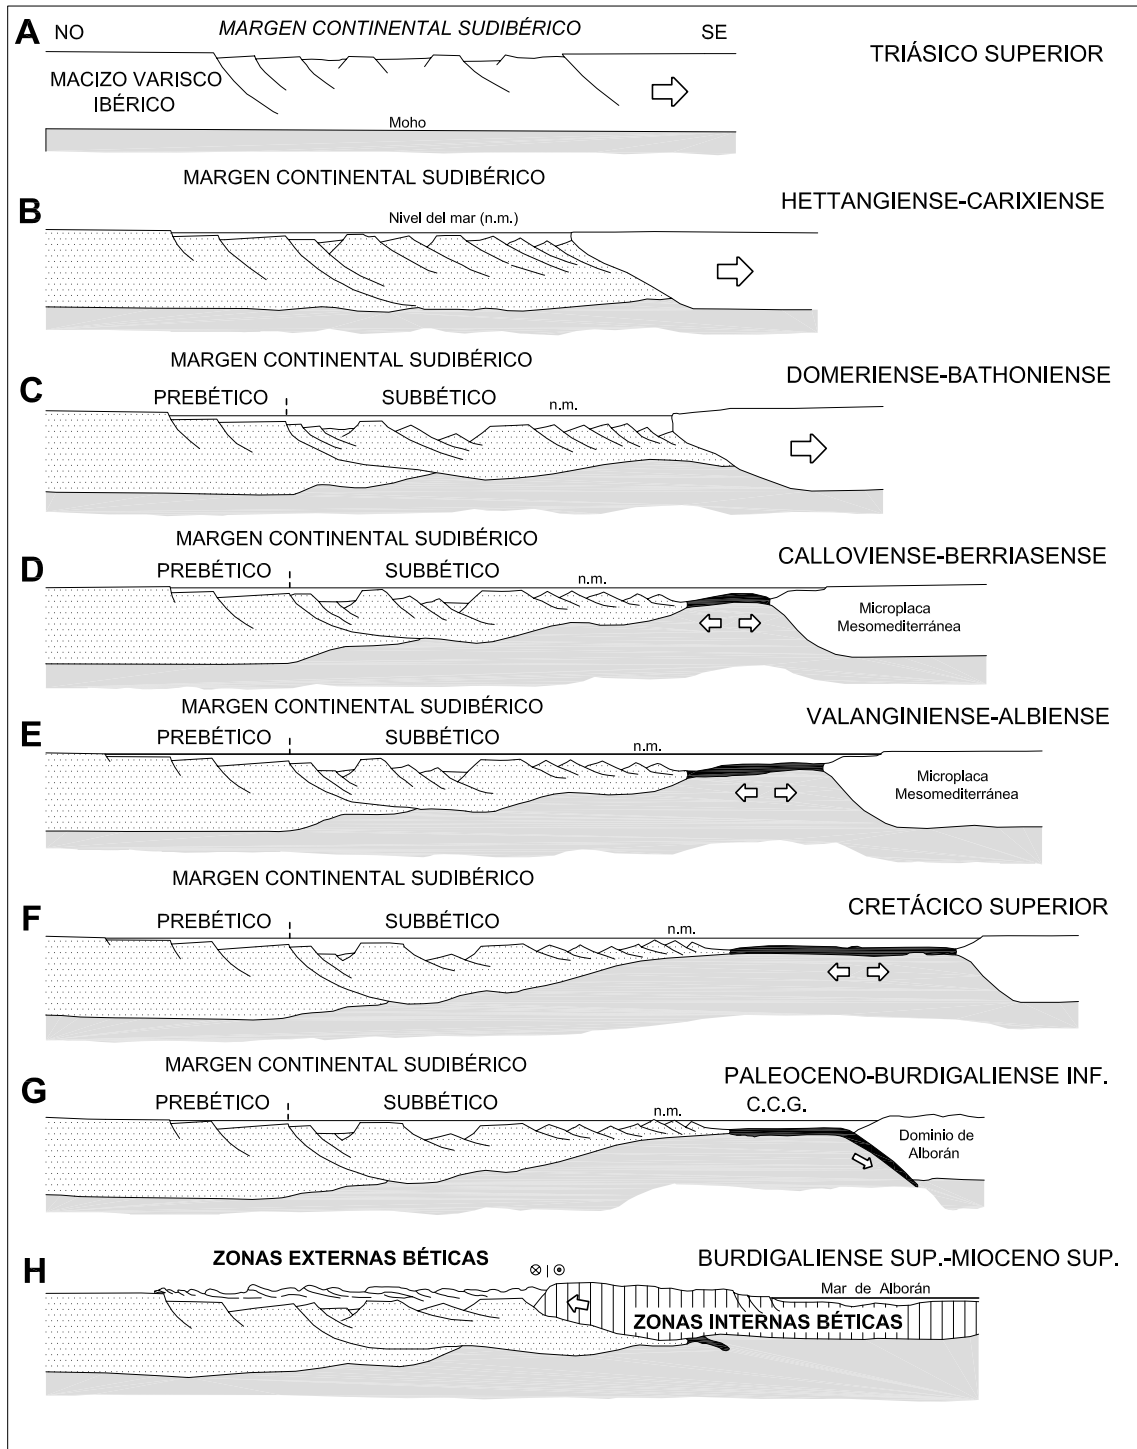 A
NO
MARGEN CONTINENTAL SUDIBÉRICO
SE
TRIÁSICO SUPERIOR
MACIZO VARISCO
IBÉRICO
Moho
MARGEN CONTINENTAL SUDIBÉRICO
B
HETTANGIENSE-CARIXIENSE
Nivel del mar (n.m.)
MARGEN CONTINENTAL SUDIBÉRICO
C
DOMERIENSE-BATHONIENSE
PREBÉTICO
SUBBÉTICO
n.m.
MARGEN CONTINENTAL SUDIBÉRICO
D
CALLOVIENSE-BERRIASENSE
PREBÉTICO
SUBBÉTICO
n.m.
Microplaca
Mesomediterránea
MARGEN CONTINENTAL SUDIBÉRICO
E
VALANGINIENSE-ALBIENSE
PREBÉTICO
SUBBÉTICO
n.m.
Microplaca
Mesomediterránea
MARGEN CONTINENTAL SUDIBÉRICO
F
CRETÁCICO SUPERIOR
PREBÉTICO
SUBBÉTICO
n.m.
MARGEN CONTINENTAL SUDIBÉRICO
G
PALEOCENO-BURDIGALIENSE INF.
PREBÉTICO
SUBBÉTICO
n.m.
C.C.G.
Dominio de
Alborán
H
ZONAS EXTERNAS BÉTICAS
BURDIGALIENSE SUP.-MIOCENO SUP.
Mar de Alborán
ZONAS INTERNAS BÉTICAS